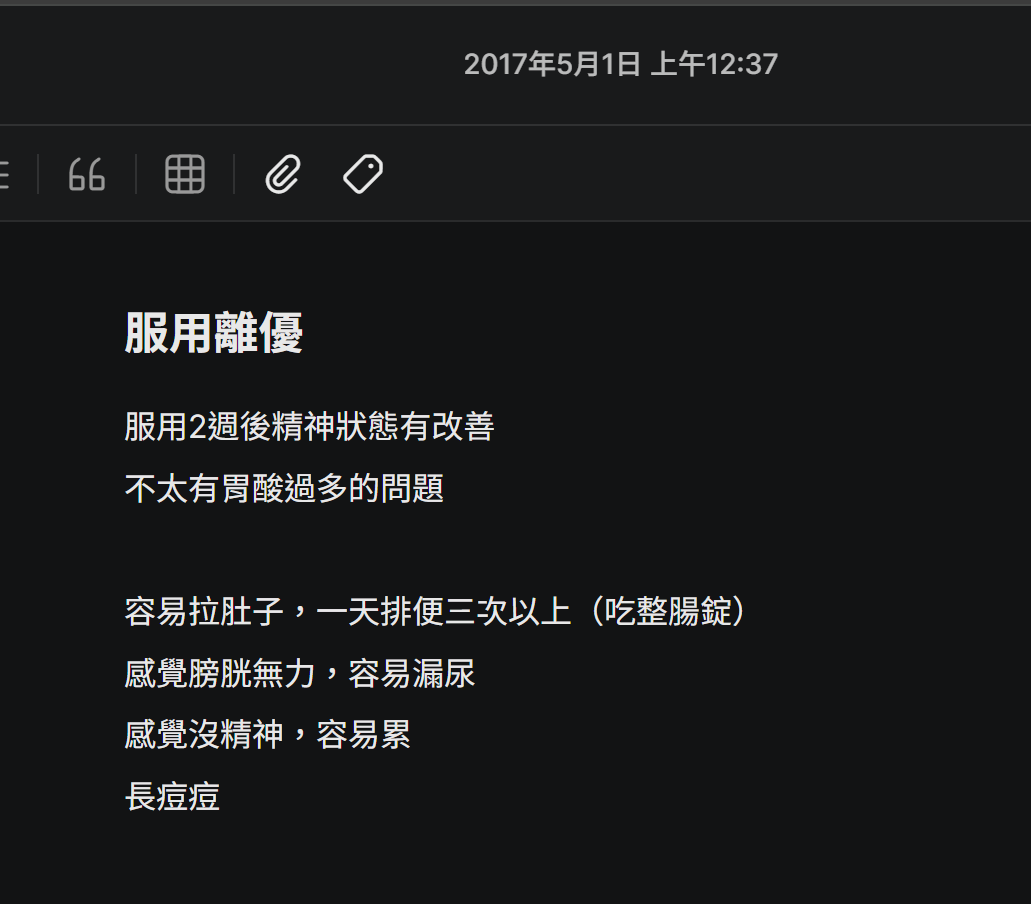 2017年5月1日 上午12:37
服用離優
服用2週後精神狀態有改善
不太有胃酸過多的問題
容易拉肚子，一天排便三次以上（吃整腸錠）
感覺膀胱無力，容易漏尿
感覺沒精神，容易累
長痘痘